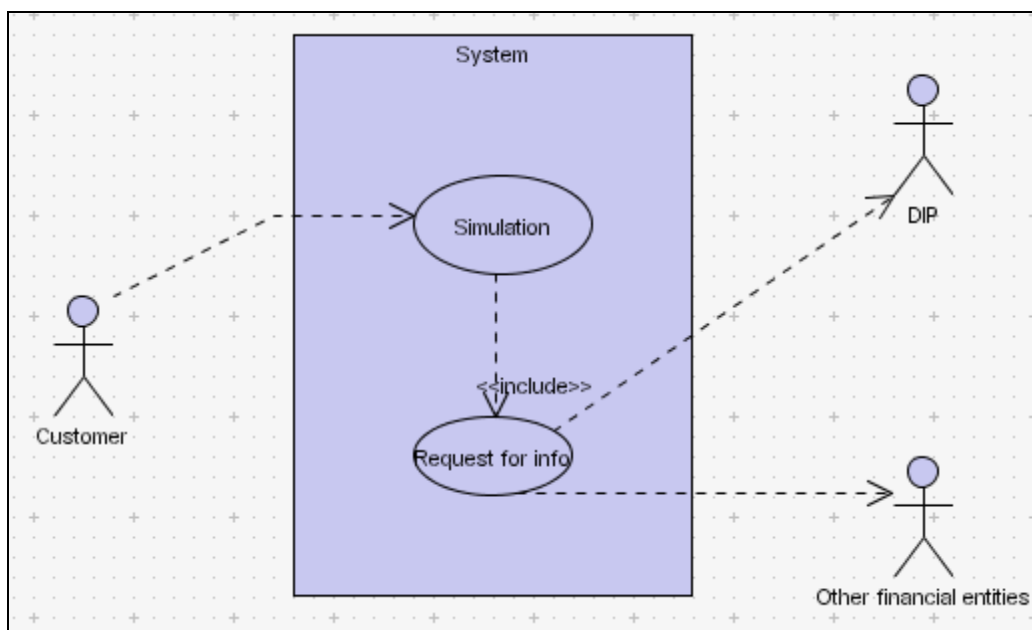 System
Simulation
DIP
<<include>>
Customer
Request for info
Other financial entities